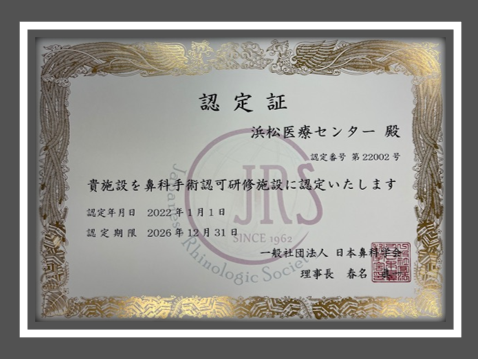 認定証
浜松医療センター 殿
認定番号 第22002号
貴施設を鼻科手術認可研修施設に認定いたします
認定年月日 2022年1月1日
認定期限 2026年12月31日
一般社団法人 日本鼻科学会
理事長 春名
JRS
SINCE 1962
Japanese Rhinologic Society